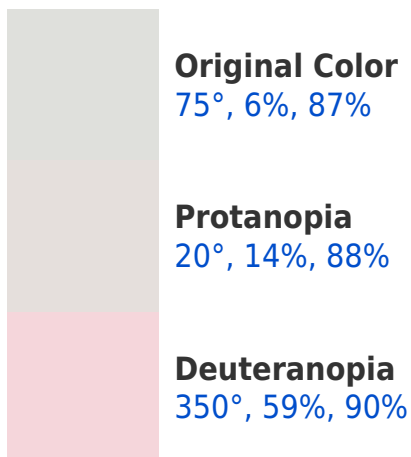 Original Color
75°, 6%, 87%
Protanopia
20°, 14%, 88%
Deuteranopia
350°, 59%, 90%